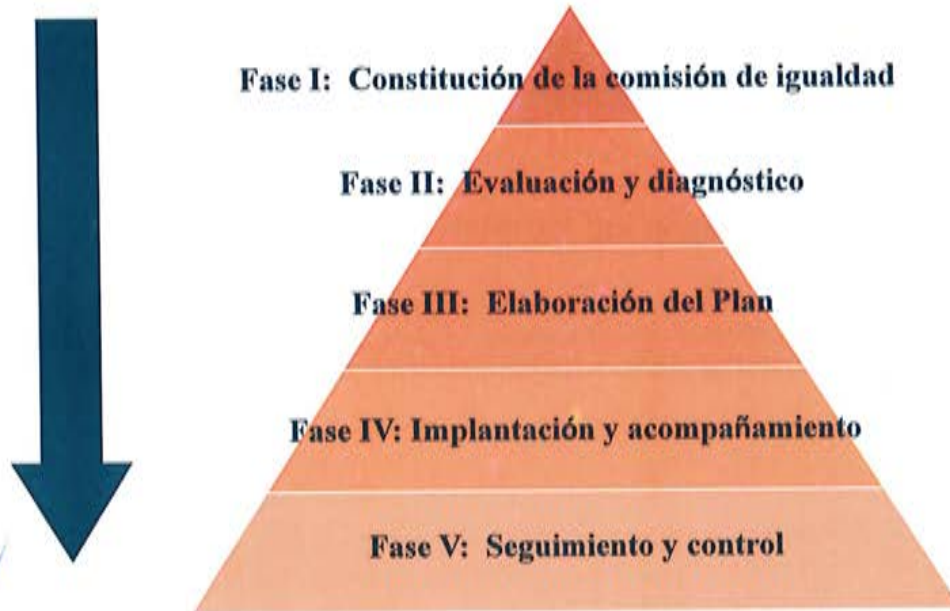 Fase I: Constitución de la comisión de igualdad
Fase II: Evaluación y diagnóstico
Fase III: Elaboración del Plan
Fase IV: Implantación y acompañamiento
Fase V: Seguimiento y control